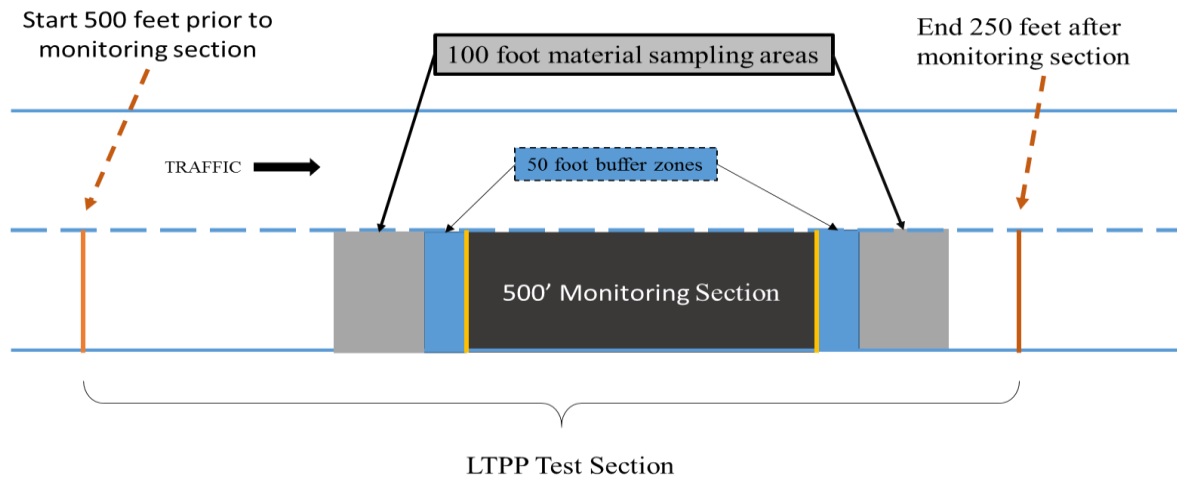 Start 500 feet prior to
monitoring section
100 foot material sampling areas
End 250 feet after
monitoring section
TRAFFIC
50 foot buffer zones
500’ Monitoring Section
LTPP Test Section